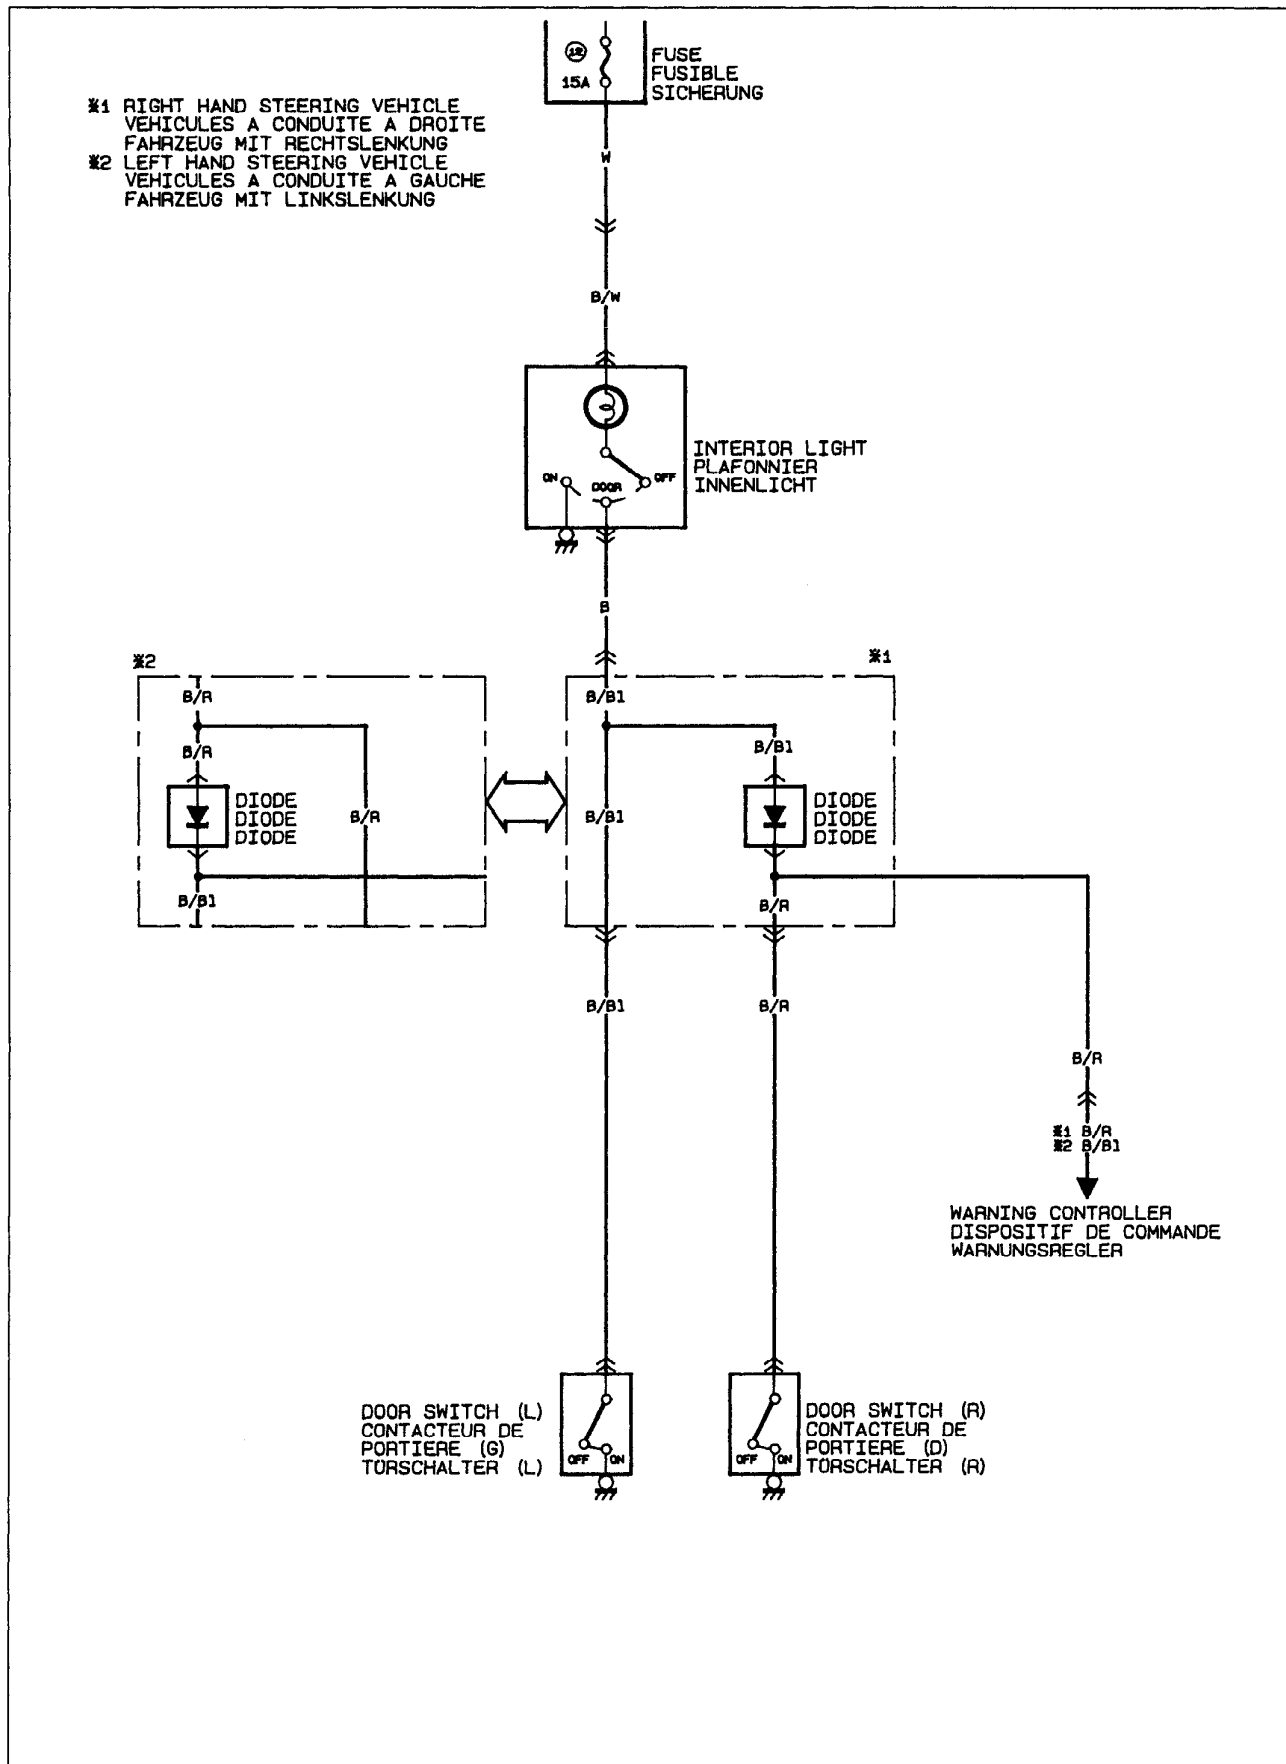 12
15A
FUSE
FUSIBLE
SICHERUNG
※1 RIGHT HAND STEERING VEHICLE
VEHICULES A CONDUITE A DROITE
FAHRZEUG MIT RECHTSLENKUNG
※2 LEFT HAND STEERING VEHICLE
VEHICULES A CONDUITE A GAUCHE
FAHRZEUG MIT LINKSLENKUNG
W
B/W
INTERIOR LIGHT
PLAFONNIER
INNENLICHT
ON
DOOR
OFF
B
※2
※1
B/R
B/R
DIODE
DIODE
DIODE
B/R
B/Bl
B/Bl
B/Bl
B/Bl
DIODE
DIODE
DIODE
B/R
B/Bl
B/R
B/R
※1 B/R
※2 B/Bl
WARNING CONTROLLER
DISPOSITIF DE COMMANDE
WARNUNGSREGLER
DOOR SWITCH (L)
CONTACTEUR DE
PORTIERE (G)
TÜRSCHALTER (L)
OFF
ON
OFF
ON
DOOR SWITCH (R)
CONTACTEUR DE
PORTIERE (D)
TÜRSCHALTER (R)